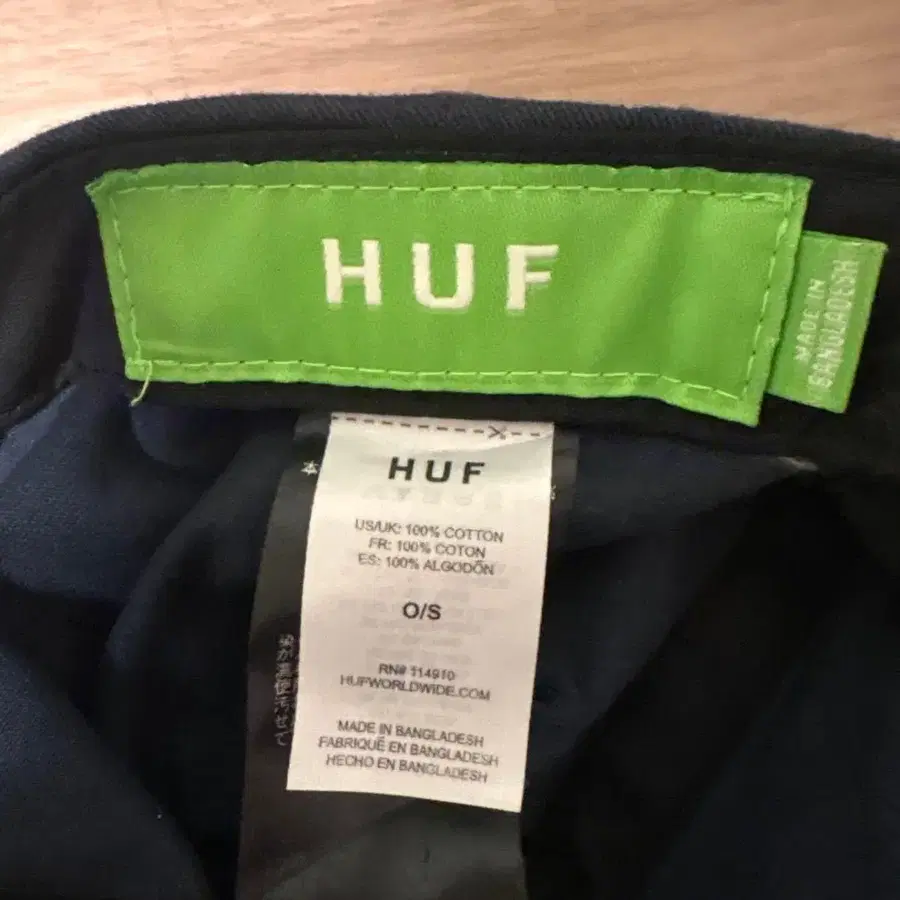 HUF
MADE IN
BANGLADESH
HUF
US/UK: 100% COTTON
FR: 100% COTON
ES: 100% ALGODÕN
O/S
RN# 114910
HUFWORLDWIDE.COM
MADE IN BANGLADESH
FABRIQUÉ EN BANGLADESH
HECHO EN BANGLADESH